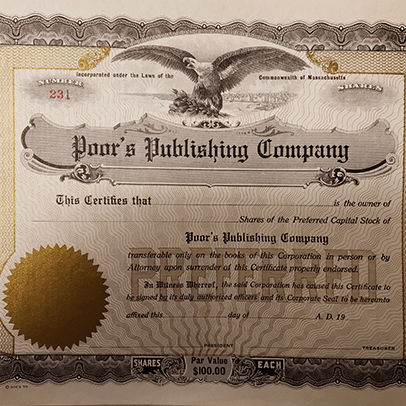 Incorporated under the Laws of the Commonwealth of Massachusetts
NUMBER SHARES
231
Poor's Publishing Company
This Certifies that is the owner of
Shares of the Preferred Capital Stock of
Poor's Publishing Company
transferable only on the books of this Corporation in person or by
Attorney upon surrender of this Certificate properly endorsed.
In Witness Whereof, the said Corporation has caused this Certificate to
be signed by its duly authorized officers and its Corporate Seal to be hereunto
affixed this day of A. D. 19
PRESIDENT TREASURER
SHARES Par Value EACH
$100.00